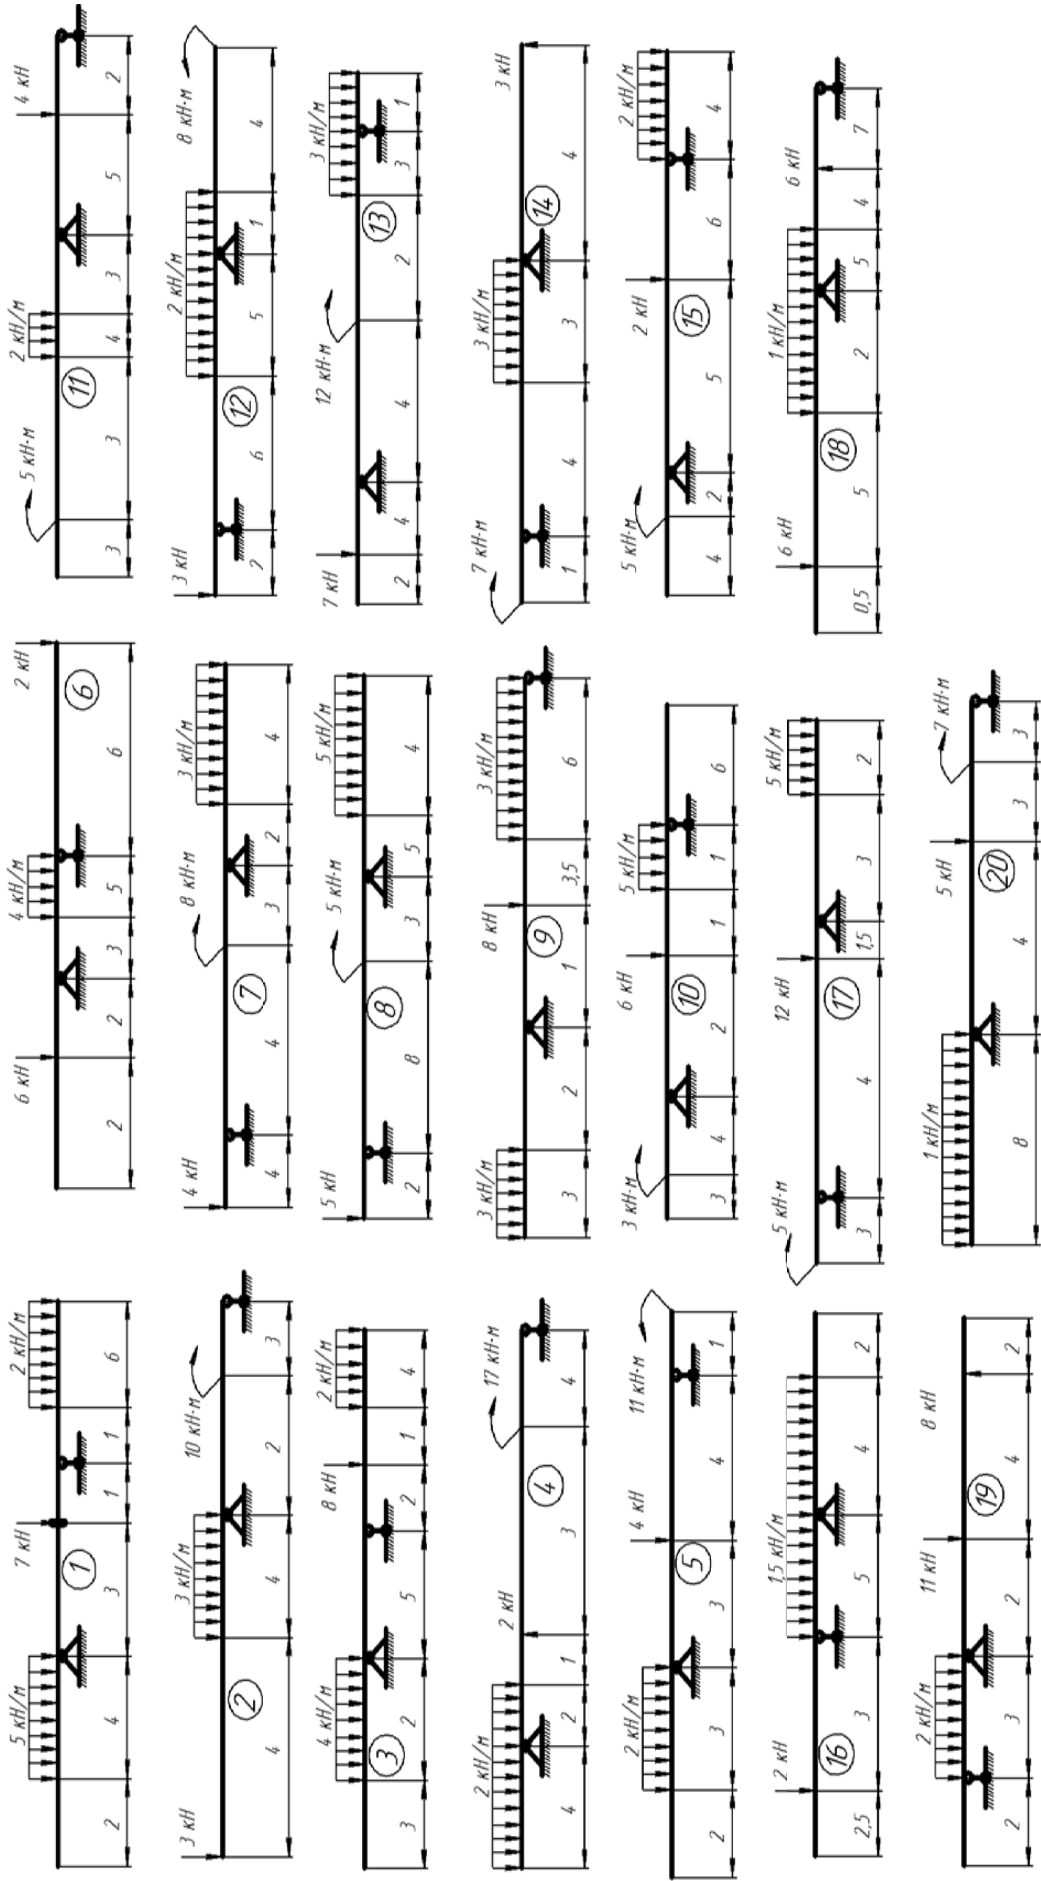 5 кН/м 7 кН 2 кН/м
1
2 4 3 1 1 6
3 кН 3 кН/м 10 кН·м
2
4 4 2 3
4 кН/м 8 кН 2 кН/м
3
3 2 5 2 1 4
2 кН/м 2 кН 17 кН·м
4
4 2 1 3 4
2 кН/м 4 кН 11 кН·м
5
2 3 3 4 1
6 кН 4 кН/м 2 кН
6
2 2 3 5 6
4 кН 8 кН·м 3 кН/м
7
4 4 3 2 4
5 кН 5 кН·м 5 кН/м
8
2 8 3 5 4
3 кН/м 8 кН 3 кН/м
9
3 2 1 3,5 6
3 кН·м 6 кН 5 кН/м
10
3 4 2 1 1 6
5 кН·м 2 кН/м 4 кН
11
3 3 4 3 5 2
3 кН 2 кН/м 8 кН·м
12
2 6 5 1 4
7 кН 12 кН·м 3 кН/м
13
2 4 4 2 3 1
7 кН·м 3 кН/м 3 кН
14
1 4 3 4
5 кН·м 2 кН 2 кН/м
15
4 2 5 6 4
2 кН 1,5 кН/м
16
2,5 3 5 4 2
5 кН·м 12 кН 5 кН/м
17
3 4 1,5 3 2
6 кН 1 кН/м 6 кН
18
0,5 5 2 5 4 7
2 кН/м 11 кН 8 кН
19
2 3 2 4 2
1 кН/м 5 кН 7 кН·м
20
8 4 3 3